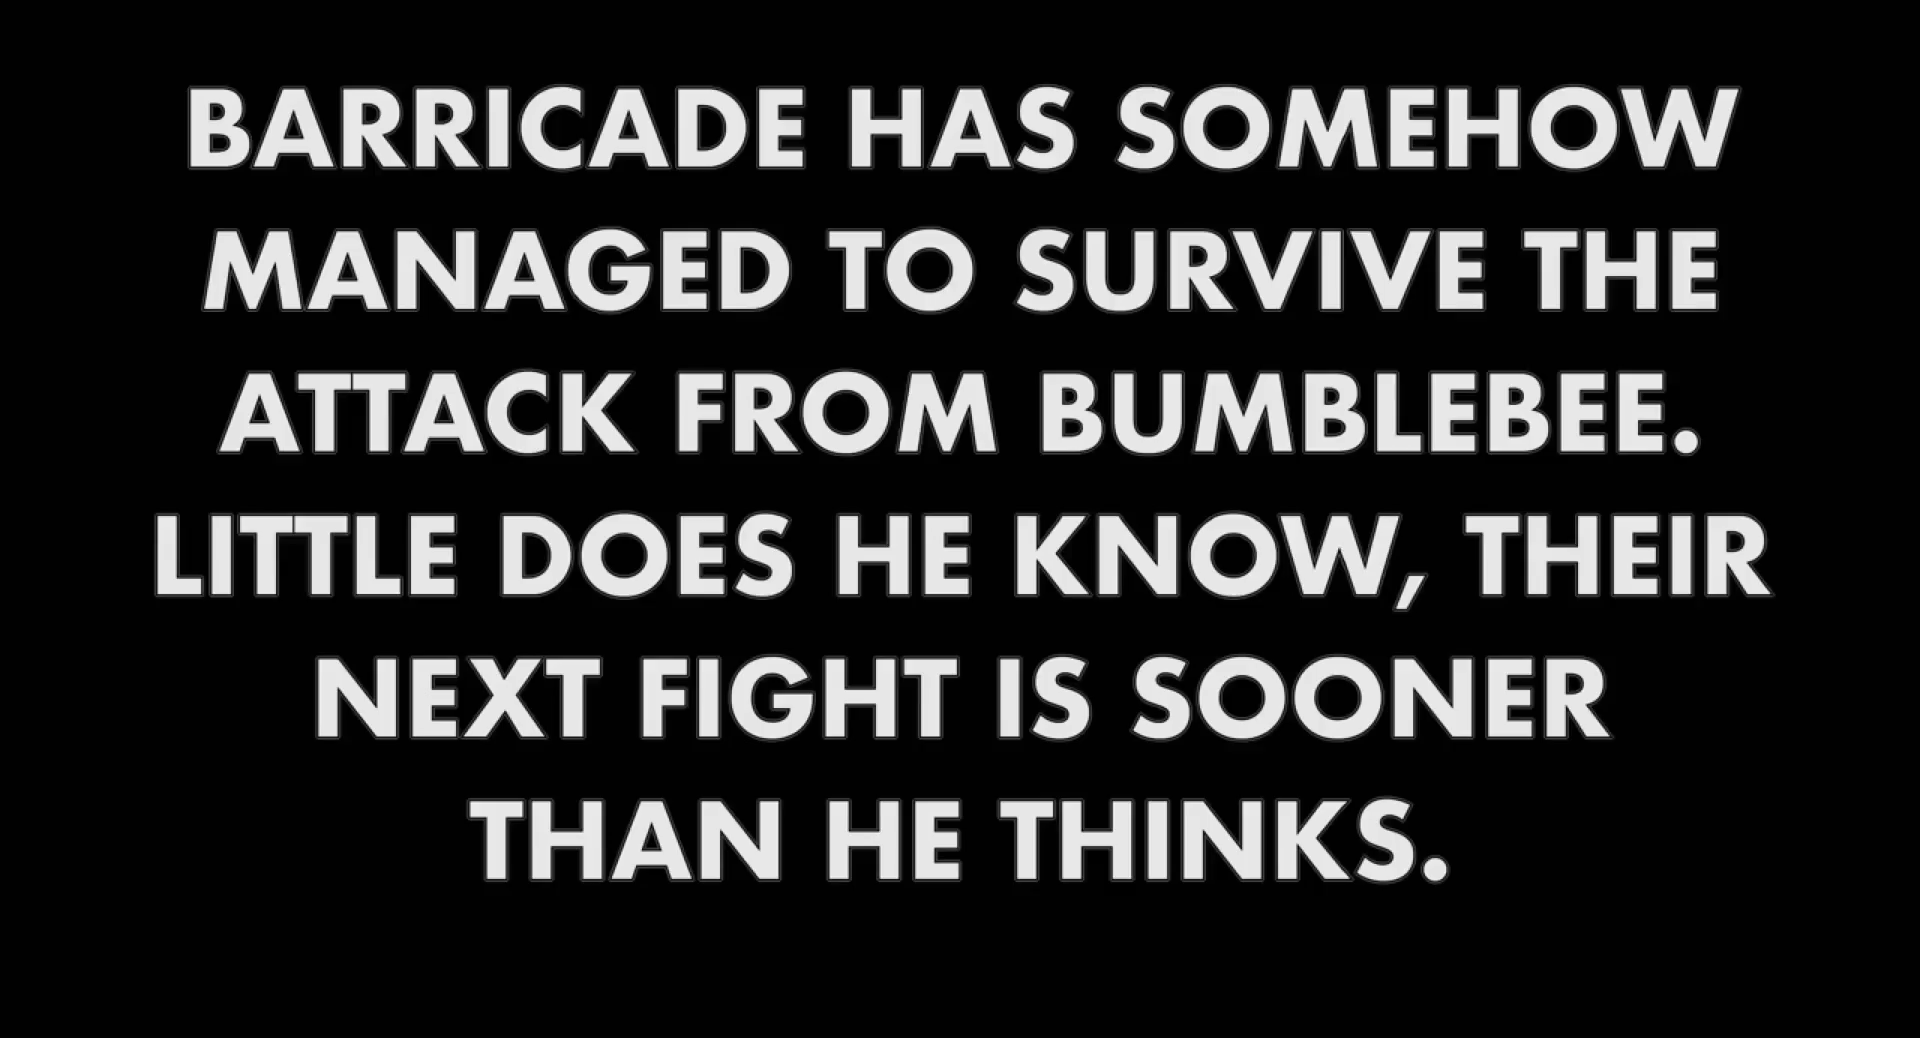 BARRICADE HAS SOMEHOW
MANAGED TO SURVIVE THE
ATTACK FROM BUMBLEBEE.
LITTLE DOES HE KNOW, THEIR
NEXT FIGHT IS SOONER
THAN HE THINKS.